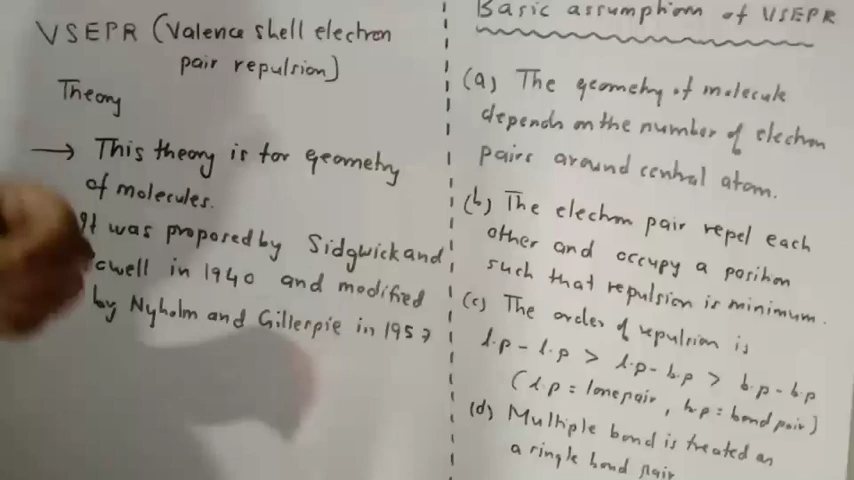 VSEPR (Valence shell electron
pair repulsion)
Theory
→ This theory is for geometry
of molecules.
It was proposed by Sidgwick and
owell in 1940 and modified
by Nyholm and Gillerpie in 1957
Basic assumption of VSEPR
(a) The geometry of molecule
depends on the number of electron
pairs around central atom.
(b) The electron pair repel each
other and occupy a position
such that repulsion is minimum.
(c) The order of repulsion is
l.p - l.p > l.p - b.p > b.p - b.p
(l.p = lone pair, b.p = bond pair)
(d) Multiple bond is treated as
a single bond pair